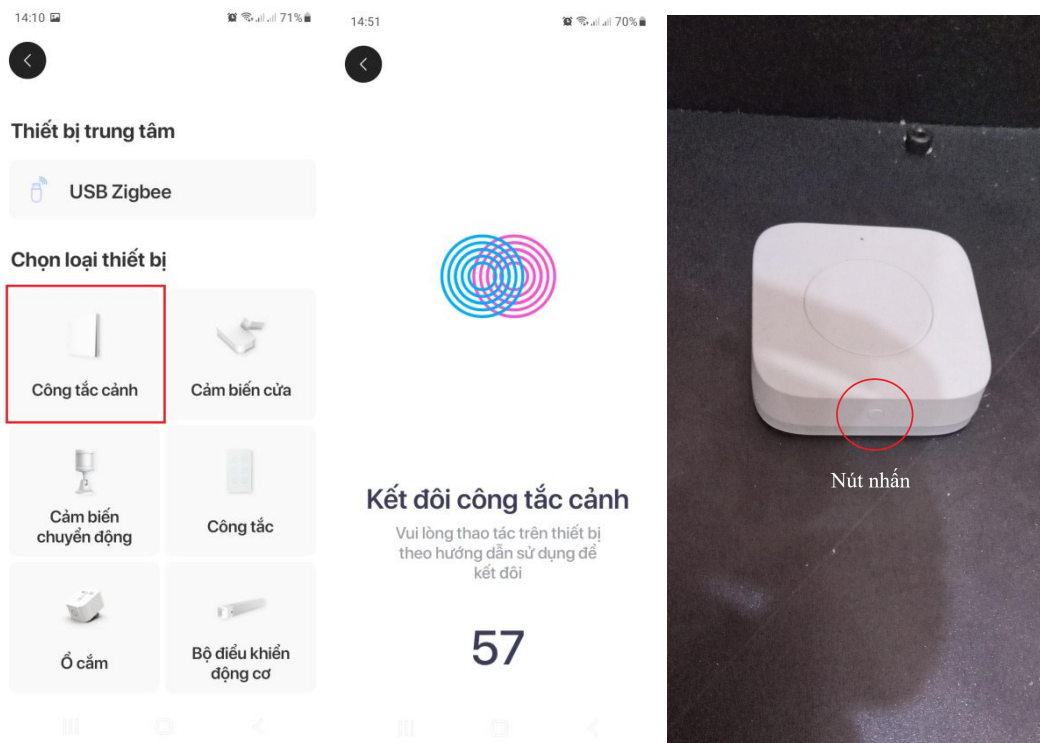 14:10
71%
Thiết bị trung tâm
USB Zigbee
Chọn loại thiết bị
Công tắc cảnh
Cảm biến cửa
Cảm biến
chuyển động
Công tắc
Ổ cắm
Bộ điều khiển
động cơ
14:51
70%
Kết đôi công tắc cảnh
Vui lòng thao tác trên thiết bị
theo hướng dẫn sử dụng để
kết đôi
57
Nút nhấn